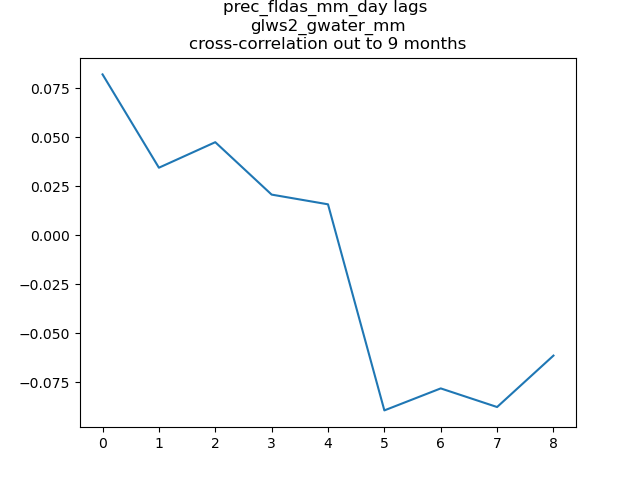 prec_fldas_mm_day lags
glws2_gwater_mm
cross-correlation out to 9 months
0.075
0.050
0.025
0.000
−0.025
−0.050
−0.075
0 1 2 3 4 5 6 7 8